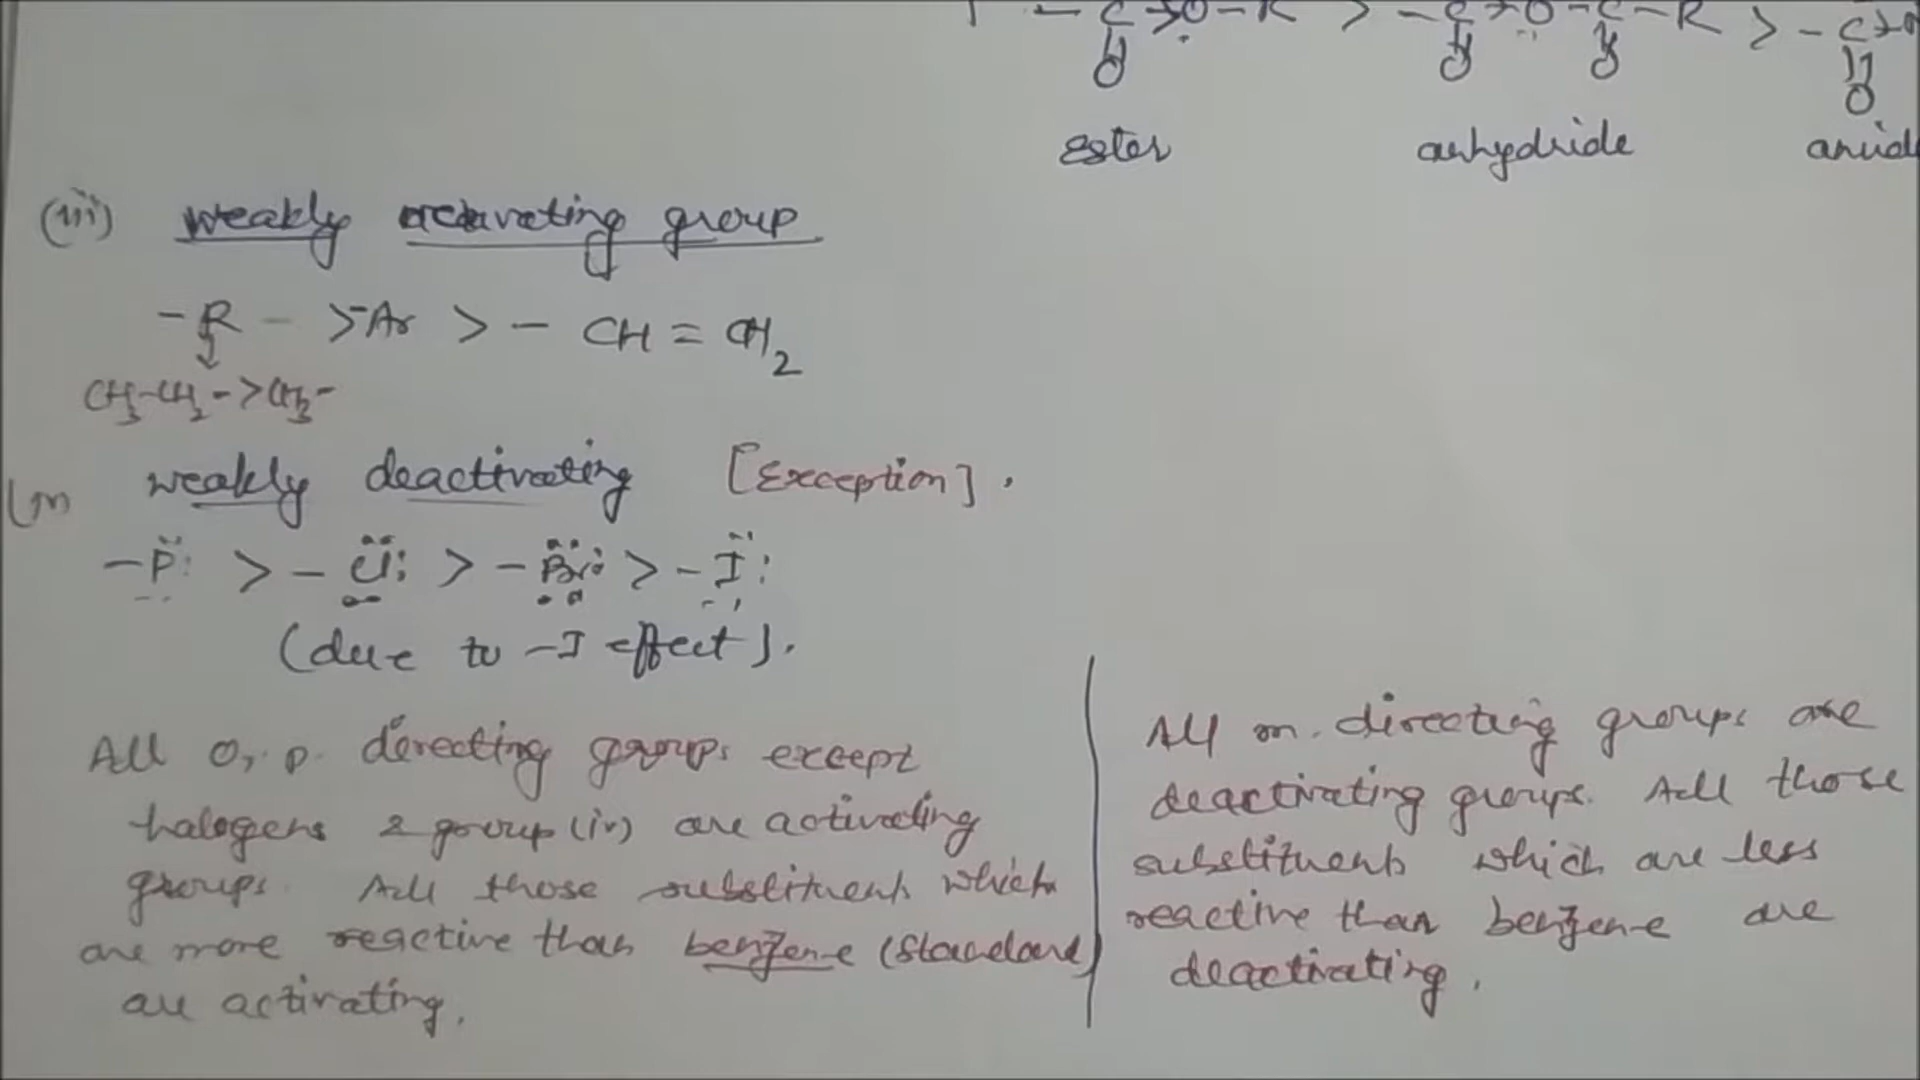 - C > O - R > - C > O - C - R > - C
O O O O
ester anhydride
(iii) weakly activating group
- R - > - Ar > - CH = CH2
CH3-CH2- > CH3-
weakly deactivating [Exception].
- F: > - Cl: > - Br: > - I:
(due to -I effect).
All o, p. derecting groups except
halogens & group (iv) are activating
groups. All those substituents which
are more reactive than benzene (standard)
are activating.
All m. directing groups are
deactivating groups. All those
substituents which are less
reactive than benzene are
deactivating.